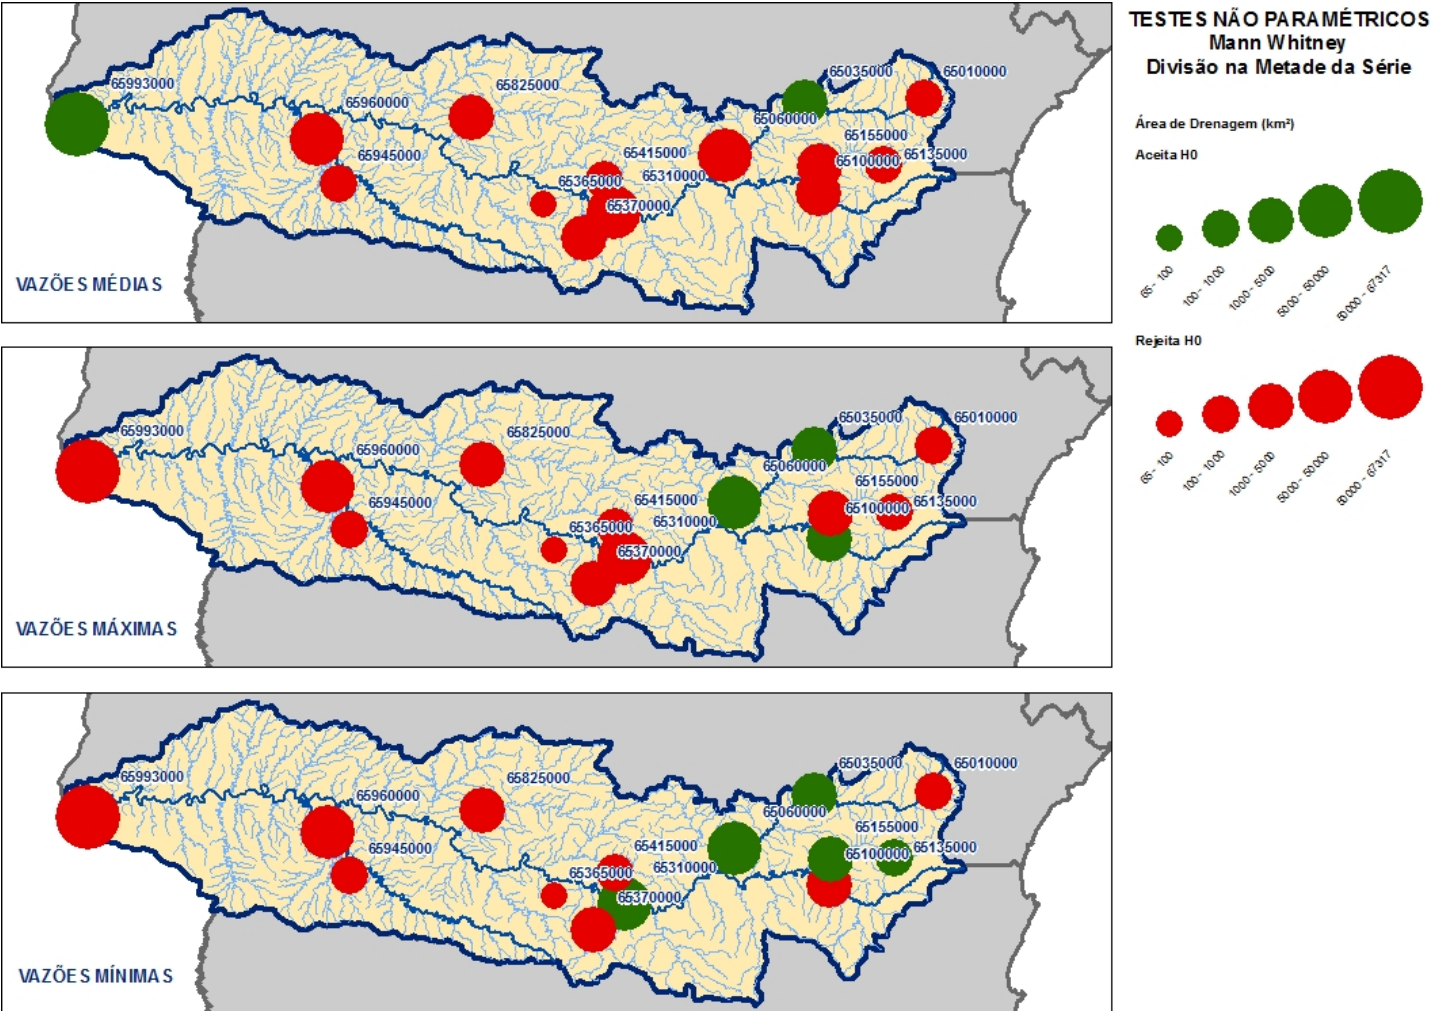 TESTES NÃO PARAMÉTRICOS
Mann Whitney
Divisão na Metade da Série
Área de Drenagem (km²)
Aceita H0
65 - 100
100 - 1000
1000 - 5000
5000 - 50000
50000 - 67317
Rejeita H0
65 - 100
100 - 1000
1000 - 5000
5000 - 50000
50000 - 67317
65993000
65960000
65945000
65825000
65415000
65365000
65310000
65370000
65060000
65035000
65010000
65155000
65100000
65135000
VAZÕES MÉDIAS
65993000
65960000
65945000
65825000
65415000
65365000
65310000
65370000
65060000
65035000
65010000
65155000
65100000
65135000
VAZÕES MÁXIMAS
65993000
65960000
65945000
65825000
65415000
65365000
65310000
65370000
65060000
65035000
65010000
65155000
65100000
65135000
VAZÕES MÍNIMAS